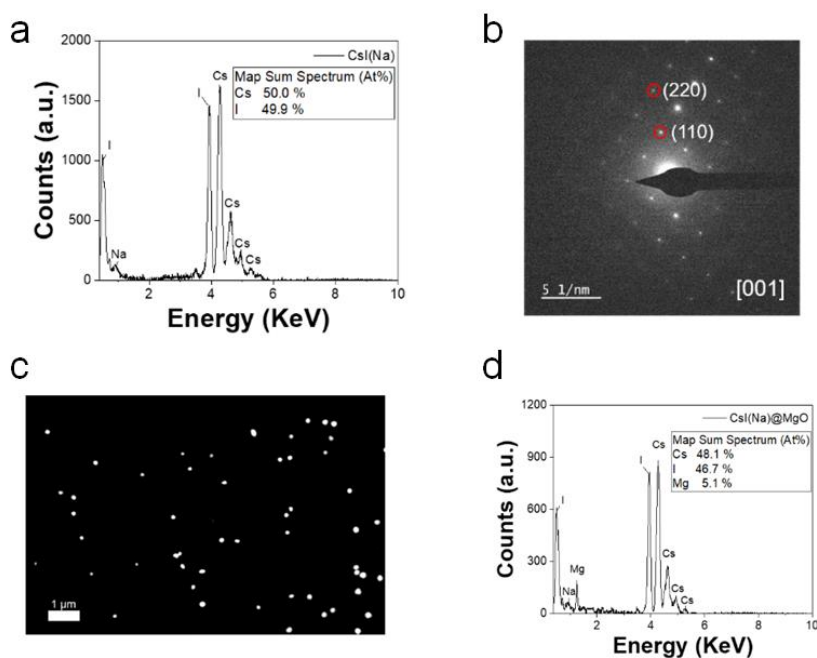 a
2000
1500
1000
500
0
Counts (a.u.)
CsI(Na)
Map Sum Spectrum (At%)
Cs 50.0 %
I 49.9 %
I
Na
I
Cs
Cs
Cs
Cs
2 4 6 8 10
Energy (KeV)
b
(220)
(110)
5 1/nm
[001]
c
1 µm
d
1200
900
600
300
0
Counts (a.u.)
CsI(Na)@MgO
Map Sum Spectrum (At%)
Cs 48.1 %
I 46.7 %
Mg 5.1 %
I
Na
Mg
I
Cs
Cs
Cs
Cs
2 4 6 8 10
Energy (KeV)